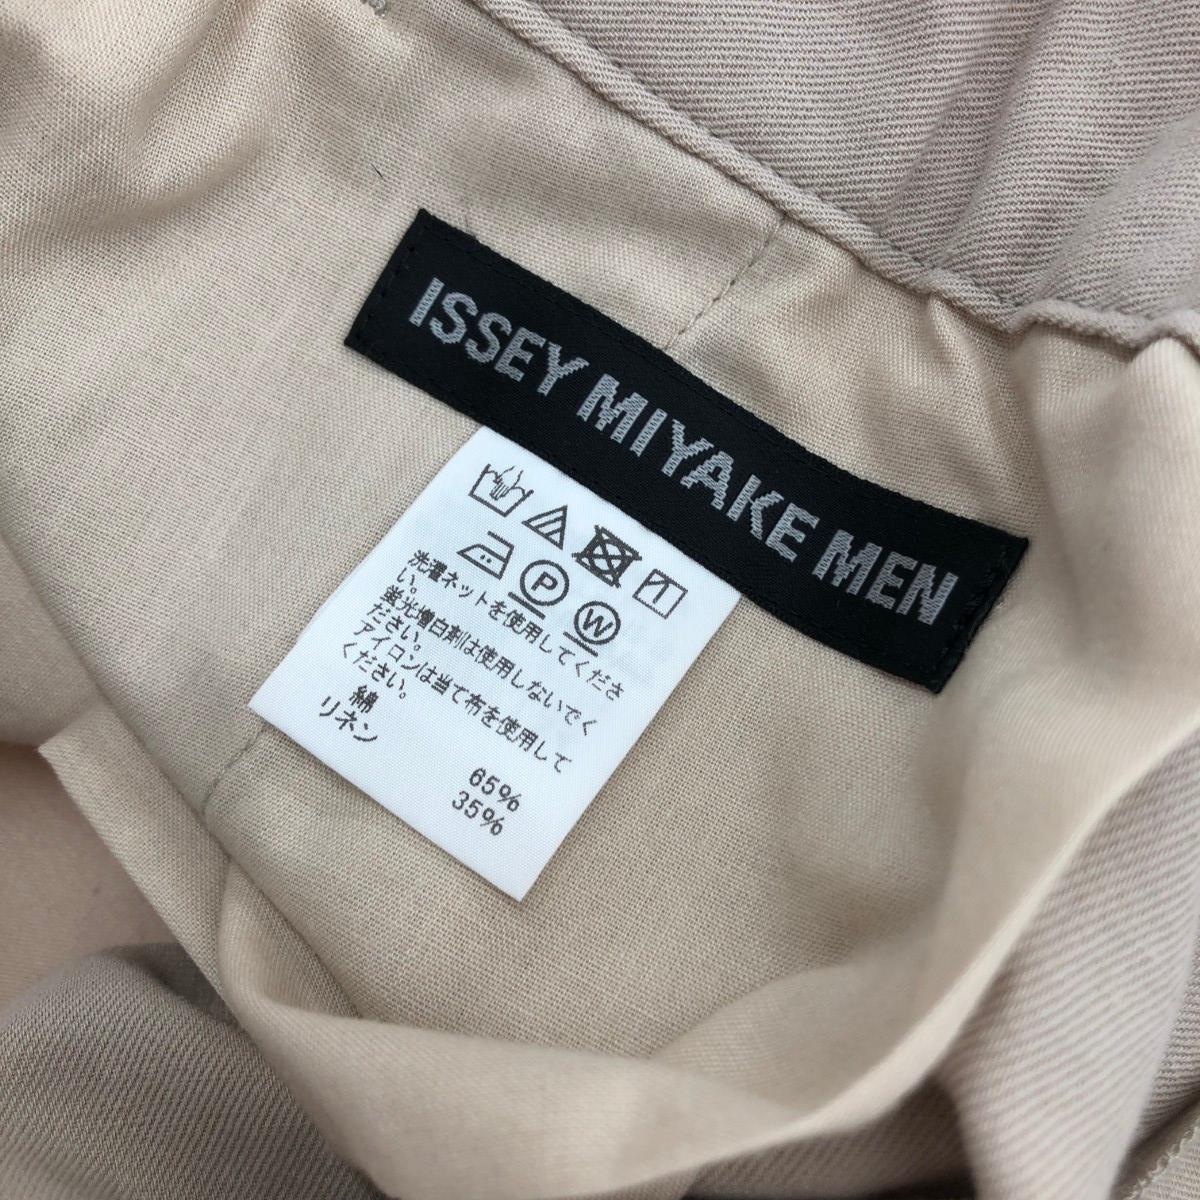 ISSEY MIYAKE MEN
P
W
洗濯ネットを使用してくださ
い。
蛍光増白剤は使用しないでく
ださい。
アイロンは当て布を使用して
ください。
綿 65%
リネン 35%